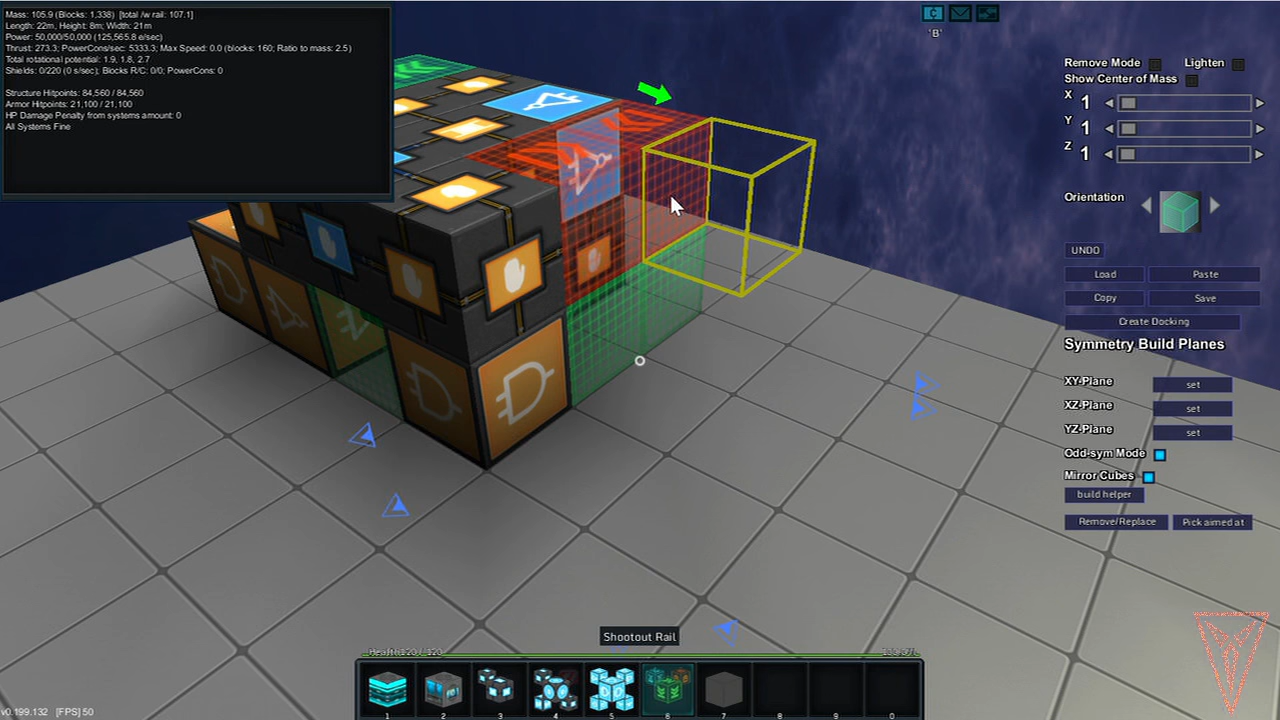 Mass: 105.9 (Blocks: 1,338) [total /w rail: 107.1]
Length: 22m, Height: 8m; Width: 21m
Power: 50,000/50,000 (125,565.8 e/sec)
Thrust: 273.3; PowerCons/sec: 5333.3; Max Speed: 0.0 (blocks: 160; Ratio to mass: 2.5)
Total rotational potential: 1.9, 1.8, 2.7
Shields: 0/220 (0 s/sec); Blocks R/C: 0/0; PowerCons: 0
Structure Hitpoints: 84,560 / 84,560
Armor Hitpoints: 21,100 / 21,100
HP Damage Penalty from systems amount: 0
All Systems Fine
C
'B'
Remove Mode
Lighten
Show Center of Mass
X 1
Y 1
Z 1
Orientation
UNDO
Load
Paste
Copy
Save
Create Docking
Symmetry Build Planes
XY-Plane
set
XZ-Plane
set
YZ-Plane
set
Odd-sym Mode
Mirror Cubes
build helper
Remove/Replace
Pick aimed at
Shootout Rail
Health 120 / 120
1 2 3 4 5 6 7 8 9 0
v0.199.132 [FPS] 50